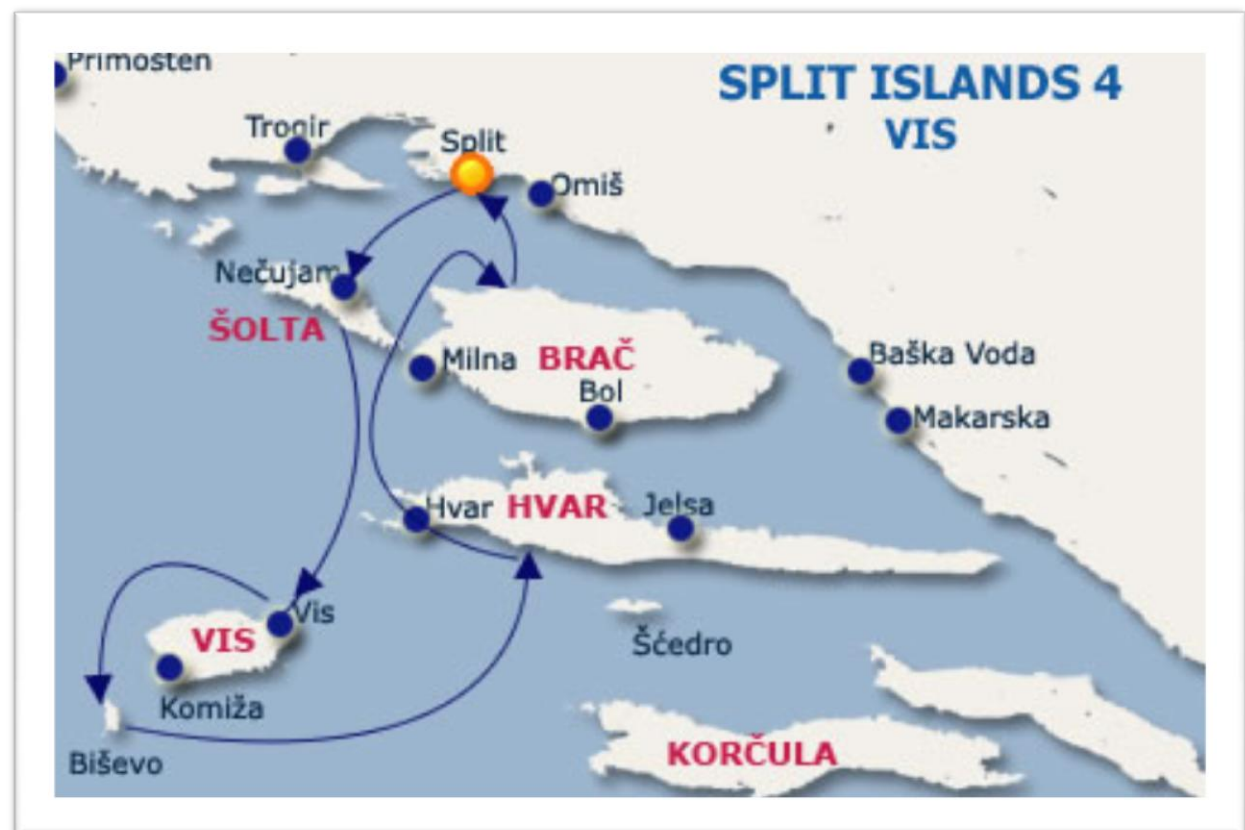 Primošten
SPLIT ISLANDS 4
VIS
Trogir
Split
Omiš
Nečujam
ŠOLTA
Milna
BRAČ
Bol
Baška Voda
Makarska
Hvar
HVAR
Jelsa
Vis
VIS
Šćedro
Komiža
Biševo
KORČULA